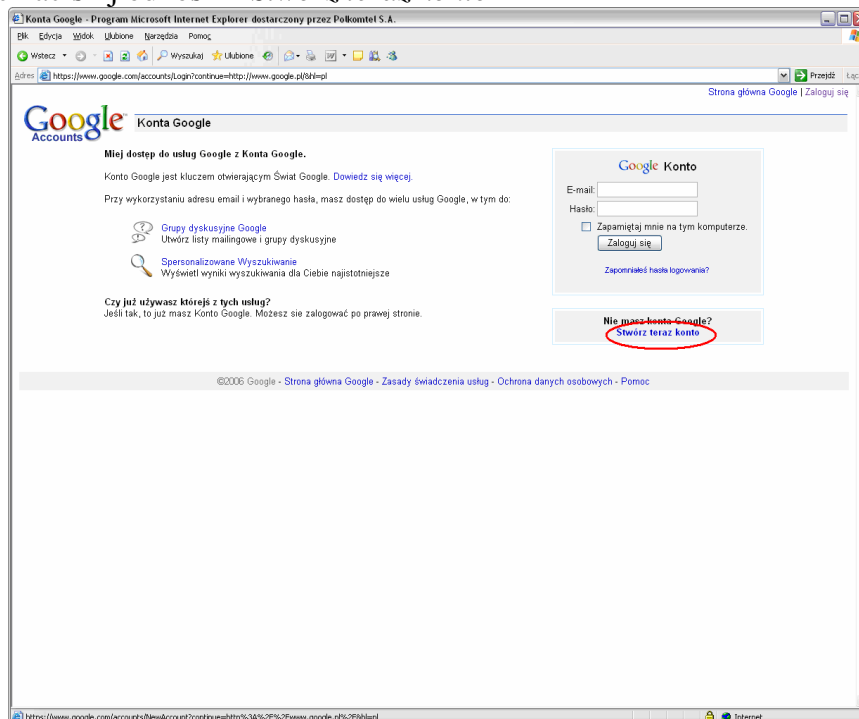 Konta Google - Program Microsoft Internet Explorer dostarczony przez Polkomtel S.A.
Plik Edycja Widok Ulubione Narzędzia Pomoc
Wstecz Wyszukaj Ulubione
Adres https://www.google.com/accounts/Login?continue=http://www.google.pl/&hl=pl Przejdź
Strona główna Google | Zaloguj się
Google Accounts
Konta Google
Miej dostęp do usług Google z Konta Google.
Konto Google jest kluczem otwierającym Świat Google. Dowiedz się więcej.
Przy wykorzystaniu adresu email i wybranego hasła, masz dostęp do wielu usług Google, w tym do:
Grupy dyskusyjne Google
Utwórz listy mailingowe i grupy dyskusyjne
Spersonalizowane Wyszukiwanie
Wyświetl wyniki wyszukiwania dla Ciebie najistotniejsze
Czy już używasz którejś z tych usług?
Jeśli tak, to już masz Konto Google. Możesz sie zalogować po prawej stronie.
Google Konto
E-mail:
Hasło:
Zapamiętaj mnie na tym komputerze.
Zaloguj się
Zapomniałeś hasła logowania?
Nie masz konta Google?
Stwórz teraz konto
©2006 Google - Strona główna Google - Zasady świadczenia usług - Ochrona danych osobowych - Pomoc
https://www.google.com/accounts/NewAccount?continue=http%3A%2F%2Fwww.google.pl%2F&hl=pl Internet